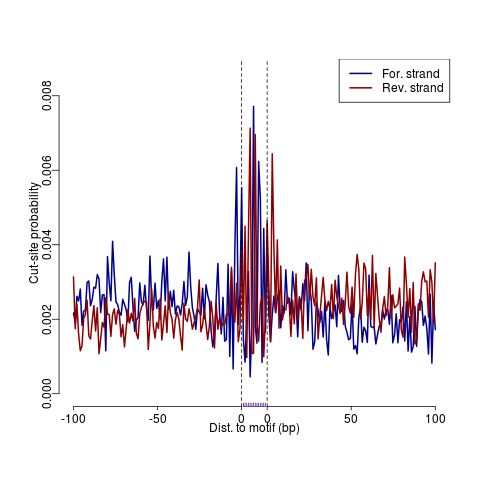 For. strand
Rev. strand
Cut-site probability
0.008
0.006
0.004
0.002
0.000
-100 -50 0 0 50 100
Dist. to motif (bp)